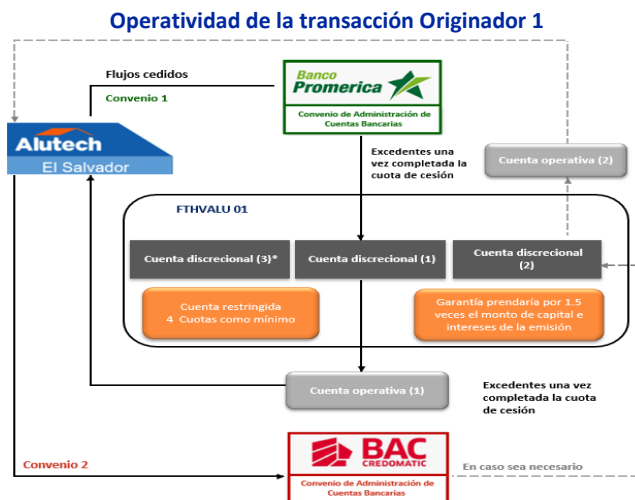 Operatividad de la transacción Originador 1
Flujos cedidos
Convenio 1
Banco
Promerica
Convenio de Administración de
Cuentas Bancarias
Alutech
El Salvador
Excedentes una
vez completada la
cuota de cesión
Cuenta operativa (2)
FTHVALU 01
Cuenta discrecional (3)*
Cuenta discrecional (1)
Cuenta discrecional
(2)
Cuenta restringida
4 Cuotas como mínimo
Garantía prendaría por 1.5
veces el monto de capital e
intereses de la emisión
Cuenta operativa (1)
Excedentes una vez
completada la cuota
de cesión
Convenio 2
BAC
CREDOMATIC
Convenio de Administración de
Cuentas Bancarias
En caso sea necesario